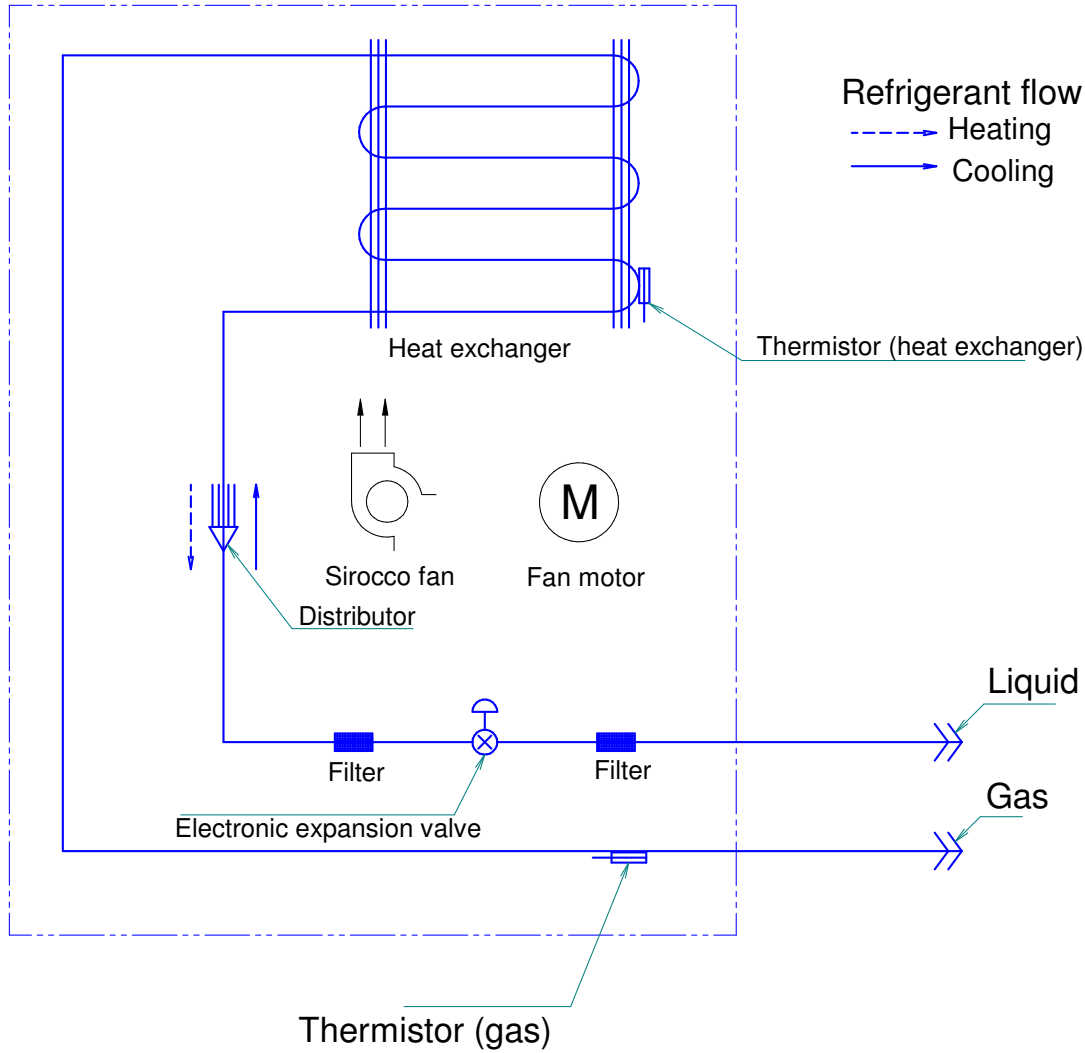 Refrigerant flow
Heating
Cooling
Heat exchanger
Thermistor (heat exchanger)
M
Sirocco fan
Fan motor
Distributor
Liquid
Filter
Filter
Gas
Electronic expansion valve
Thermistor (gas)